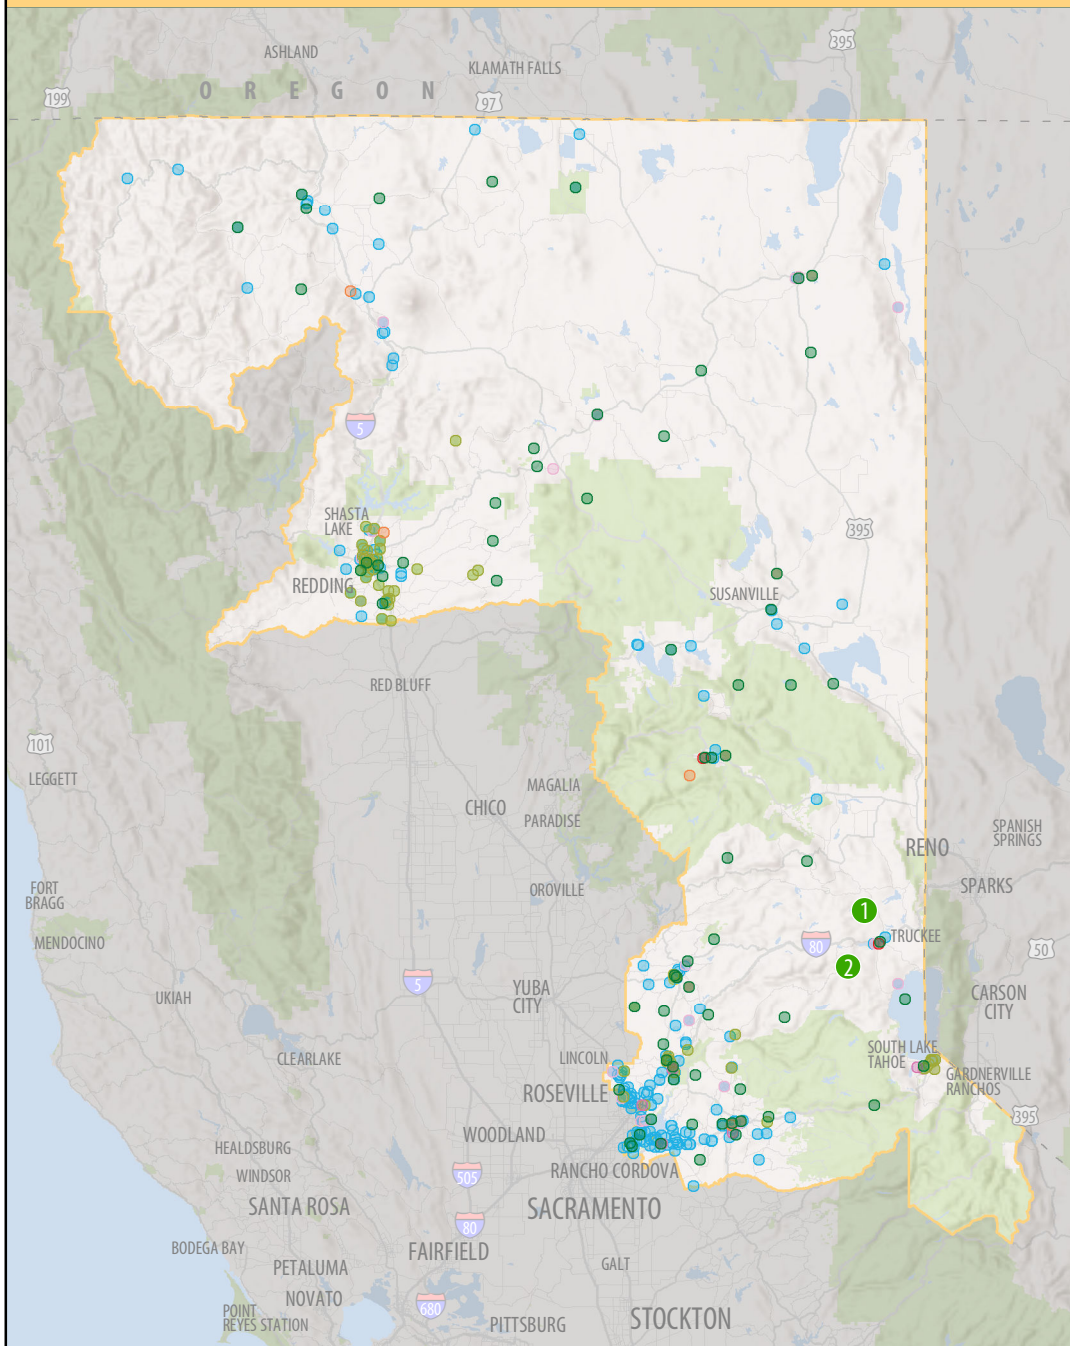 395
ASHLAND
KLAMATH FALLS
OREGON
199
97
5
SHASTA
LAKE
395
REDDING
SUSANVILLE
RED BLUFF
101
LEGGETT
MAGALIA
CHICO
PARADISE
SPANISH
SPRINGS
RENO
OROVILLE
SPARKS
FORT
BRAGG
1
TRUCKEE
MENDOCINO
80
50
2
5
YUBA
CITY
CARSON
CITY
UKIAH
SOUTH LAKE
TAHOE
CLEARLAKE
LINCOLN
GARDNERVILLE
RANCHOS
ROSEVILLE
395
WOODLAND
HEALDSBURG
RANCHO CORDOVA
WINDSOR
505
SANTA ROSA
SACRAMENTO
80
BODEGA BAY
FAIRFIELD
PETALUMA
GALT
NOVATO
680
POINT
REYES STATION
PITTSBURG
STOCKTON